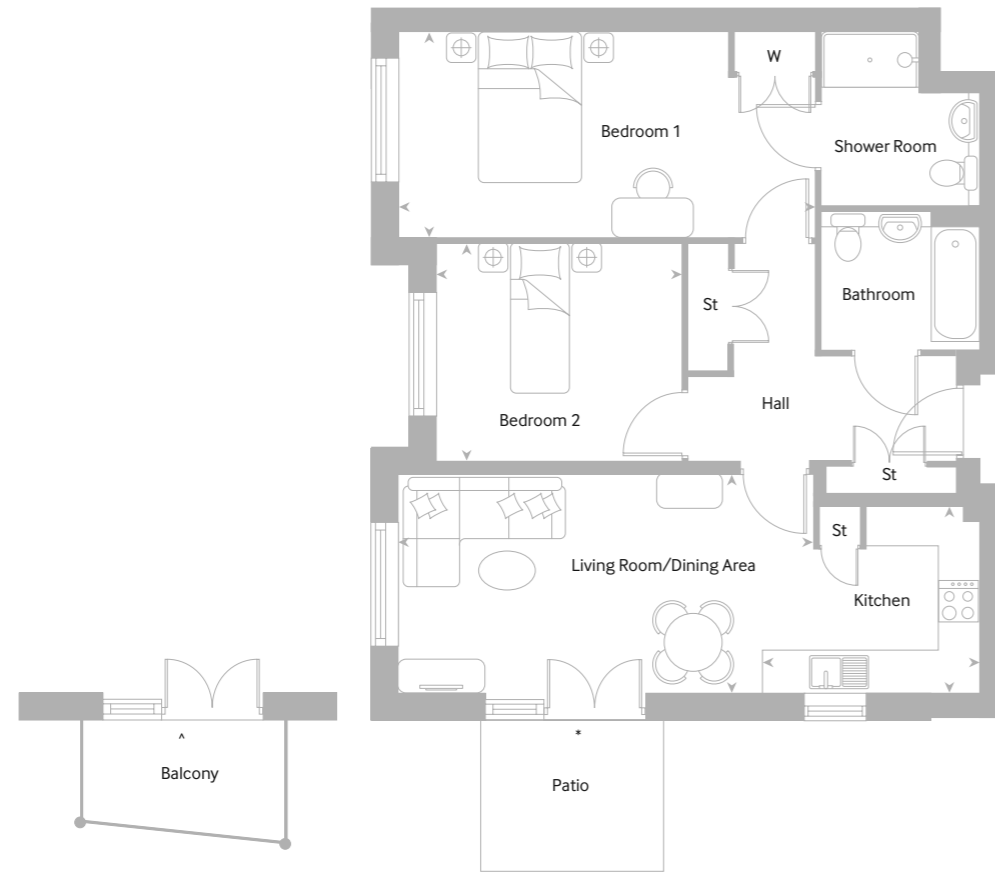 W
Bedroom 1
Shower Room
Bathroom
St
Hall
Bedroom 2
St
St
Living Room/Dining Area
Kitchen
^
*
Balcony
Patio